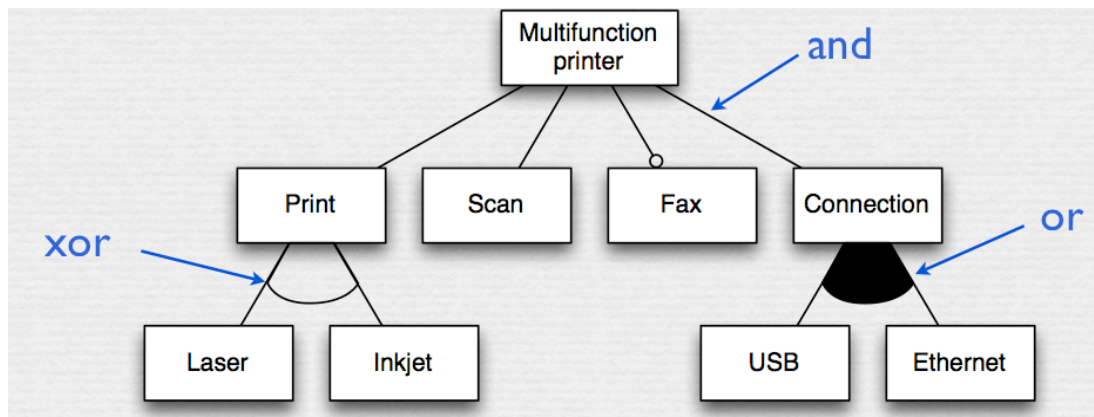 Multifunction
printer
and
Print
Scan
Fax
Connection
xor
or
Laser
Inkjet
USB
Ethernet